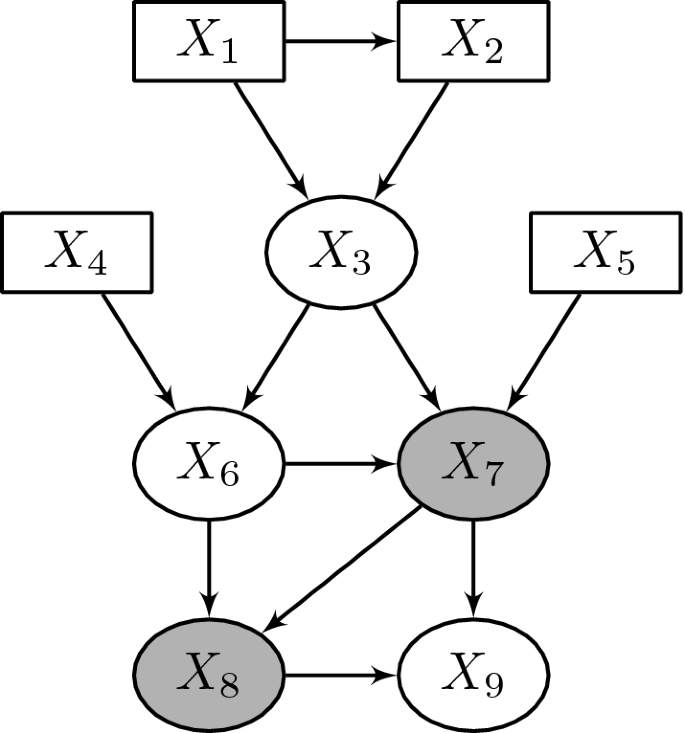 X₁ X₂
X₄ X₃ X₅
X₆ X₇
X₈ X₉